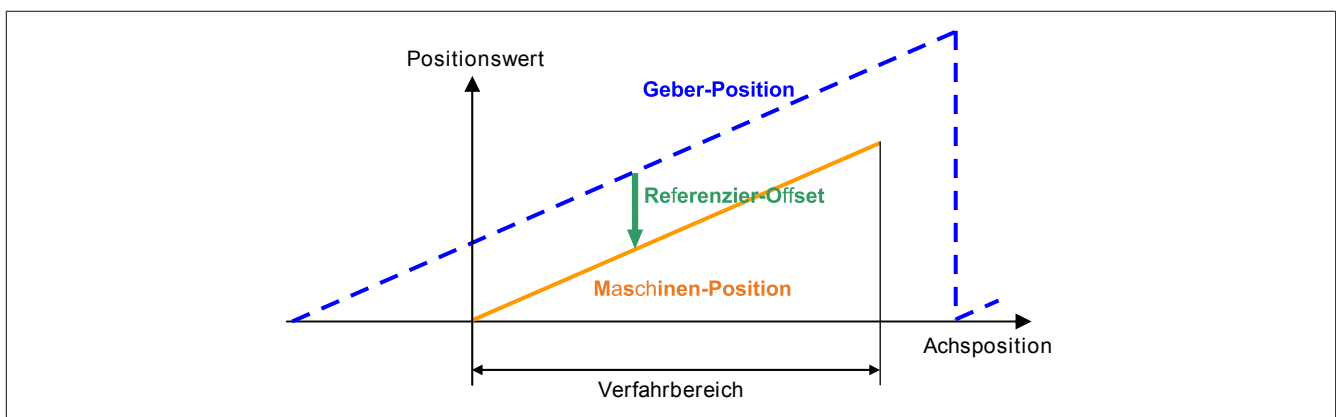 Positionswert
Geber-Position
Referenzier-Offset
Maschinen-Position
Achsposition
Verfahrbereich